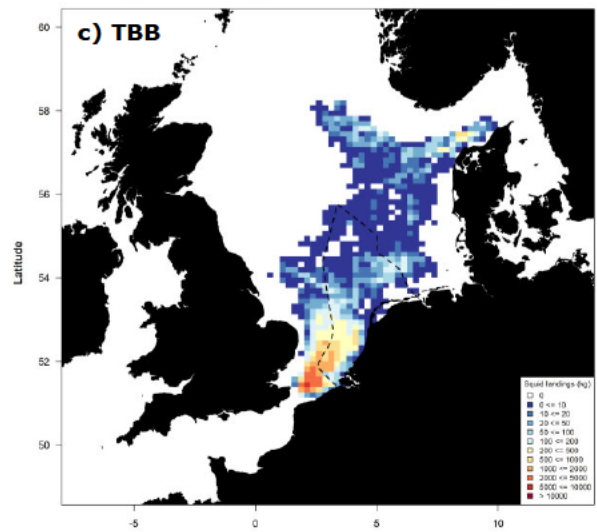 c) TBB
60
58
56
54
52
50
Latitude
-5 0 5 10
Squid landings (kg)
0
0 <= 10
10 <= 20
20 <= 50
50 <= 100
100 <= 200
200 <= 500
500 <= 1000
1000 <= 2000
2000 <= 5000
5000 <= 10000
> 10000